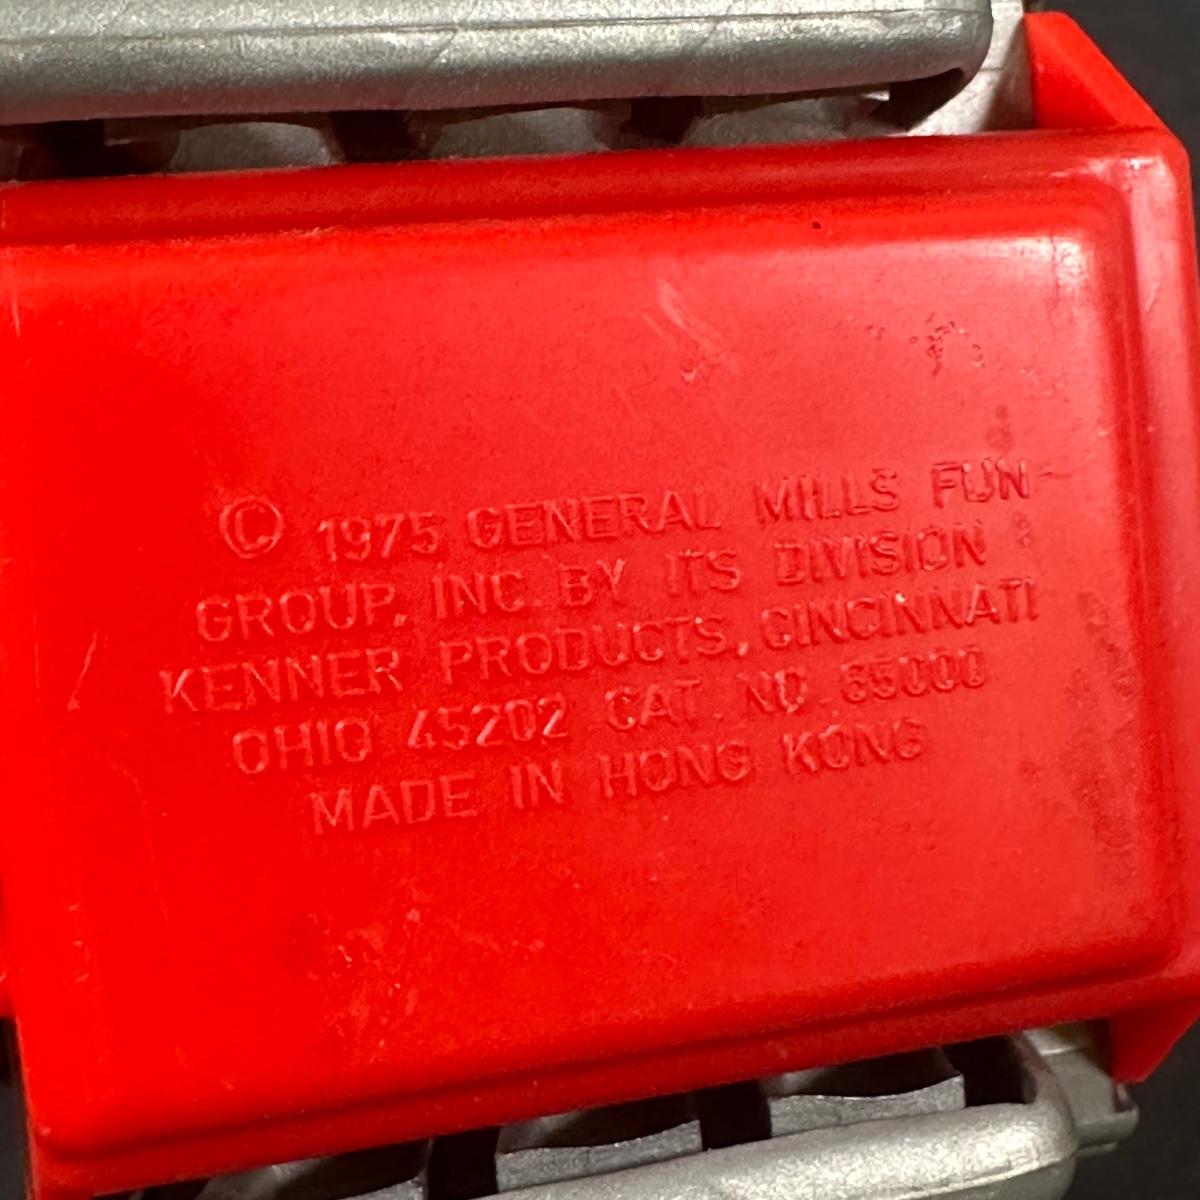 © 1975 GENERAL MILLS FUN-
GROUP, INC. BY ITS DIVISION
KENNER PRODUCTS, CINCINNATI
OHIO 45202 CAT. NO. 65000
MADE IN HONG KONG